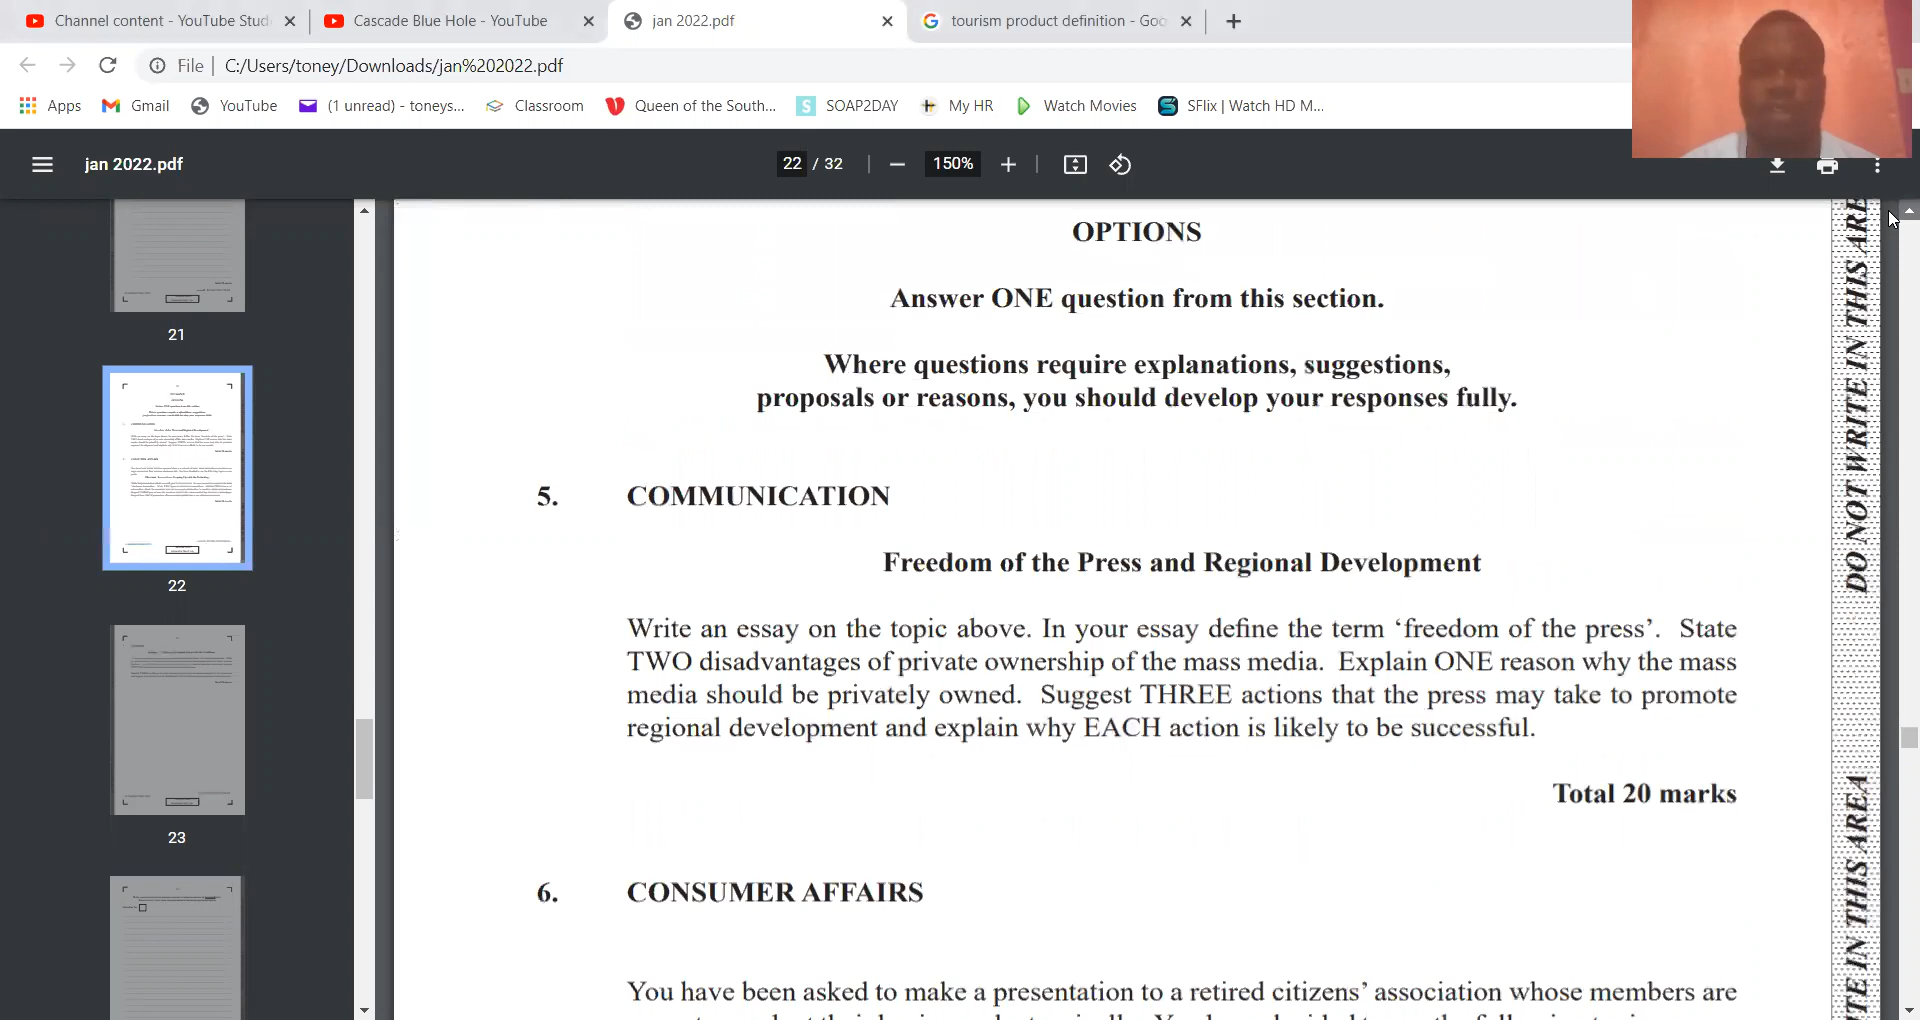 Channel content - YouTube Stud
Cascade Blue Hole - YouTube
jan 2022.pdf
tourism product definition - Goo
File
C:/Users/toney/Downloads/jan%202022.pdf
Apps
Gmail
YouTube
(1 unread) - toneys...
Classroom
Queen of the South...
SOAP2DAY
My HR
Watch Movies
SFlix | Watch HD M...
jan 2022.pdf
22 / 32
150%
21
22
23
OPTIONS
Answer ONE question from this section.
Where questions require explanations, suggestions,
proposals or reasons, you should develop your responses fully.
5. COMMUNICATION
Freedom of the Press and Regional Development
Write an essay on the topic above. In your essay define the term ‘freedom of the press’. State
TWO disadvantages of private ownership of the mass media. Explain ONE reason why the mass
media should be privately owned. Suggest THREE actions that the press may take to promote
regional development and explain why EACH action is likely to be successful.
Total 20 marks
6. CONSUMER AFFAIRS
You have been asked to make a presentation to a retired citizens’ association whose members are
DO NOT WRITE IN THIS ARE
TE IN THIS AREA